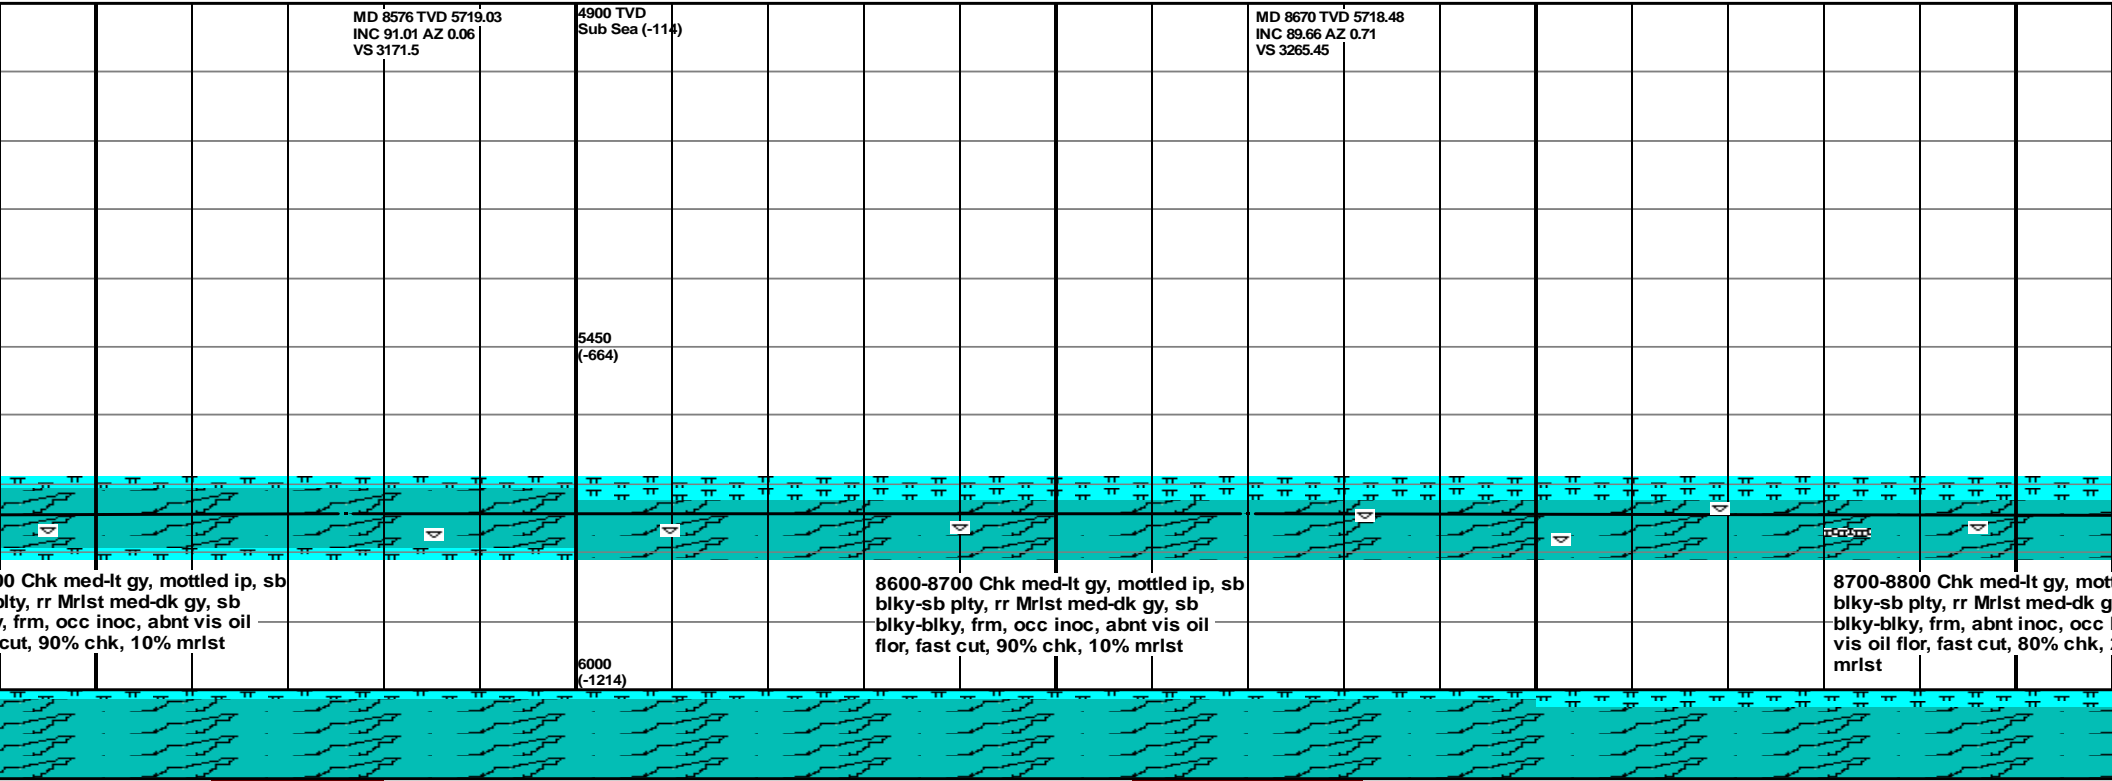 MD 8576 TVD 5719.03
INC 91.01 AZ 0.06
VS 3171.5
4900 TVD
Sub Sea (-114)
MD 8670 TVD 5718.48
INC 89.66 AZ 0.71
VS 3265.45
5450
(-664)
00 Chk med-lt gy, mottled ip, sb
plty, rr Mrlst med-dk gy, sb
, frm, occ inoc, abnt vis oil
cut, 90% chk, 10% mrlst
8600-8700 Chk med-lt gy, mottled ip, sb
blky-sb plty, rr Mrlst med-dk gy, sb
blky-blky, frm, occ inoc, abnt vis oil
flor, fast cut, 90% chk, 10% mrlst
8700-8800 Chk med-lt gy, mott
blky-sb plty, rr Mrlst med-dk g
blky-blky, frm, abnt inoc, occ
vis oil flor, fast cut, 80% chk,
mrlst
6000
(-1214)